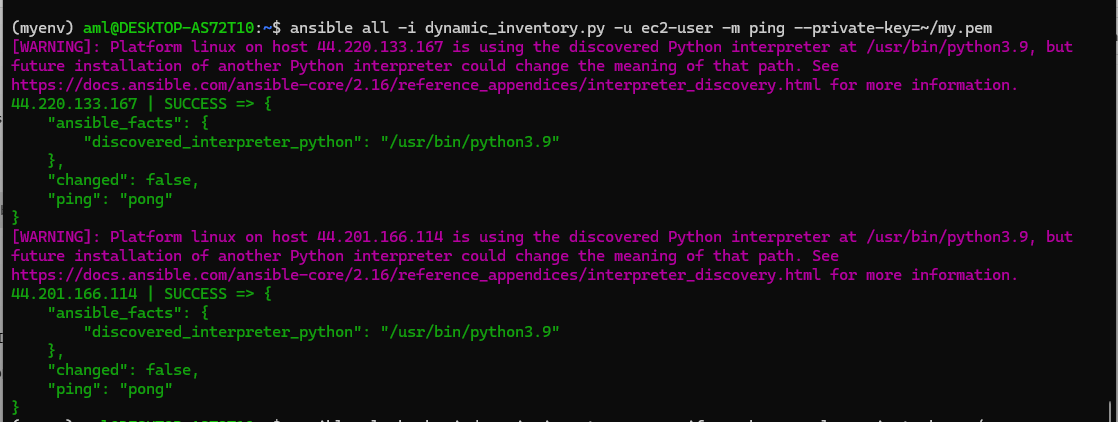 (myenv) aml@DESKTOP-AS72T10:~$ ansible all -i dynamic_inventory.py -u ec2-user -m ping --private-key=~/my.pem
[WARNING]: Platform linux on host 44.220.133.167 is using the discovered Python interpreter at /usr/bin/python3.9, but
future installation of another Python interpreter could change the meaning of that path. See
https://docs.ansible.com/ansible-core/2.16/reference_appendices/interpreter_discovery.html for more information.
44.220.133.167 | SUCCESS => {
    "ansible_facts": {
        "discovered_interpreter_python": "/usr/bin/python3.9"
    },
    "changed": false,
    "ping": "pong"
}
[WARNING]: Platform linux on host 44.201.166.114 is using the discovered Python interpreter at /usr/bin/python3.9, but
future installation of another Python interpreter could change the meaning of that path. See
https://docs.ansible.com/ansible-core/2.16/reference_appendices/interpreter_discovery.html for more information.
44.201.166.114 | SUCCESS => {
    "ansible_facts": {
        "discovered_interpreter_python": "/usr/bin/python3.9"
    },
    "changed": false,
    "ping": "pong"
}